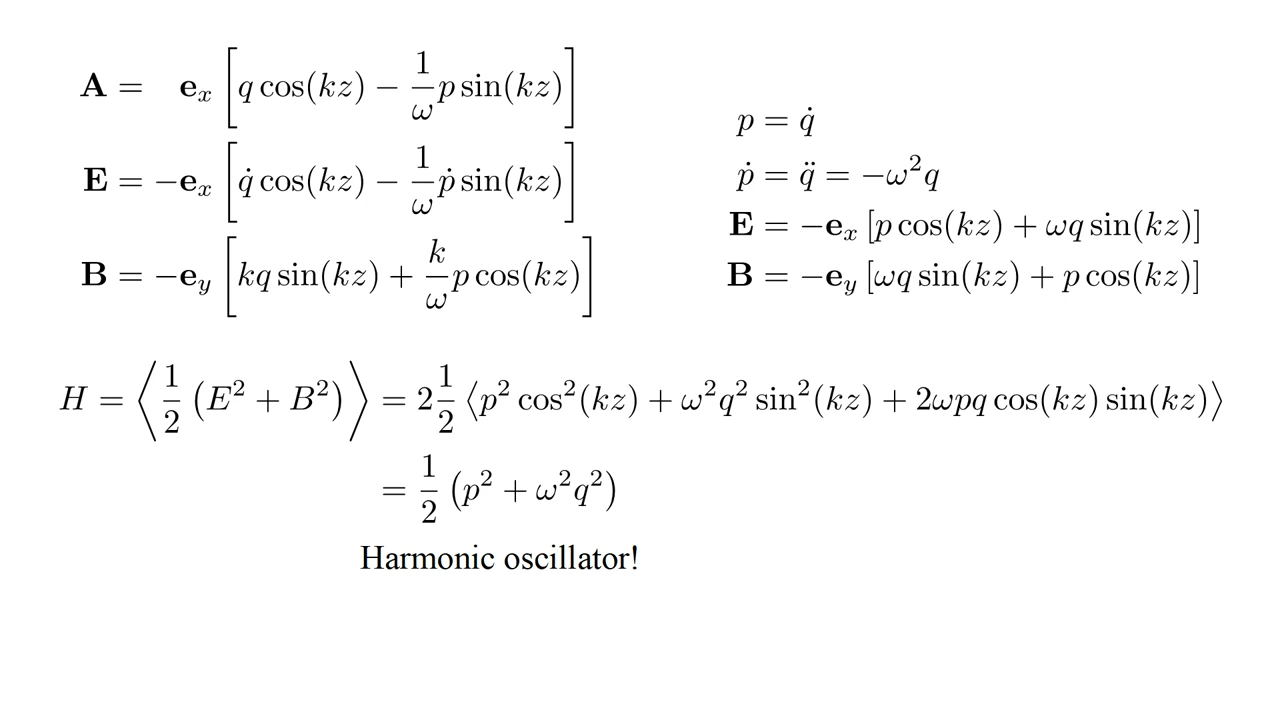 A = e_x [q cos(kz) − 1/ω p sin(kz)]
E = −e_x [q̇ cos(kz) − 1/ω ṗ sin(kz)]
B = −e_y [kq sin(kz) + k/ω p cos(kz)]
p = q̇
ṗ = q̈ = −ω²q
E = −e_x [p cos(kz) + ωq sin(kz)]
B = −e_y [ωq sin(kz) + p cos(kz)]
H = ⟨1/2 (E² + B²)⟩ = 2 1/2 ⟨p² cos²(kz) + ω²q² sin²(kz) + 2ωpq cos(kz) sin(kz)⟩
= 1/2 (p² + ω²q²)
Harmonic oscillator!